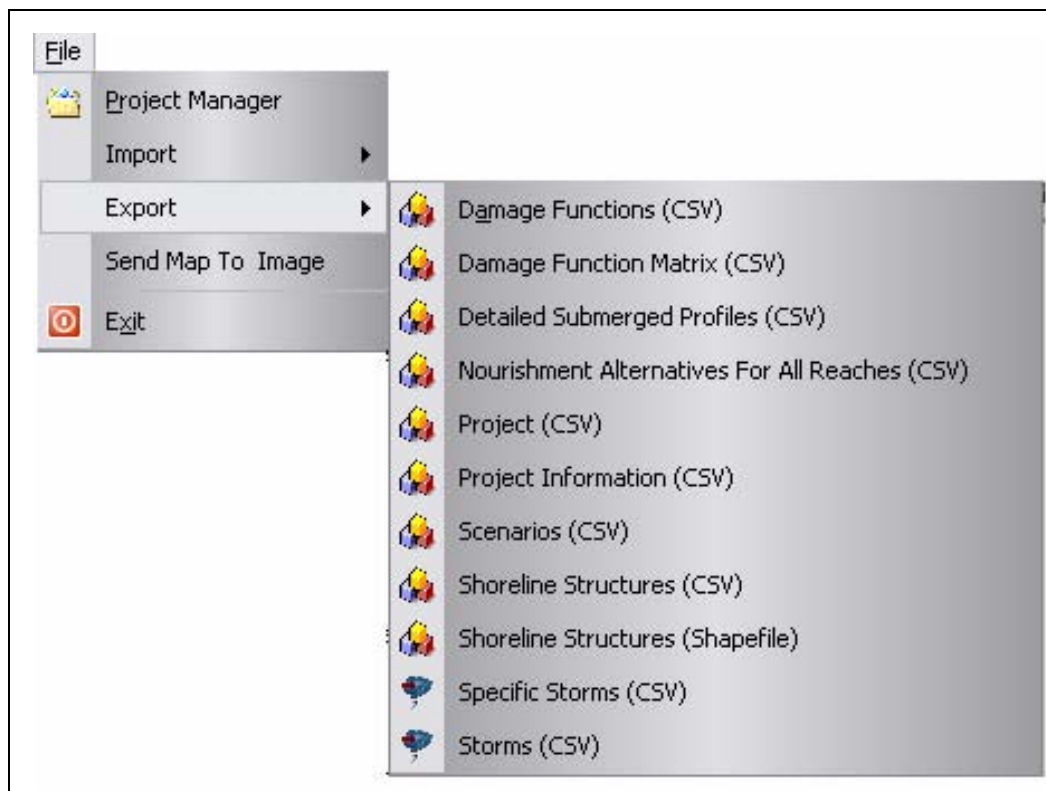 File
Project Manager
Import
Export
Send Map To Image
Exit
Damage Functions (CSV)
Damage Function Matrix (CSV)
Detailed Submerged Profiles (CSV)
Nourishment Alternatives For All Reaches (CSV)
Project (CSV)
Project Information (CSV)
Scenarios (CSV)
Shoreline Structures (CSV)
Shoreline Structures (Shapefile)
Specific Storms (CSV)
Storms (CSV)